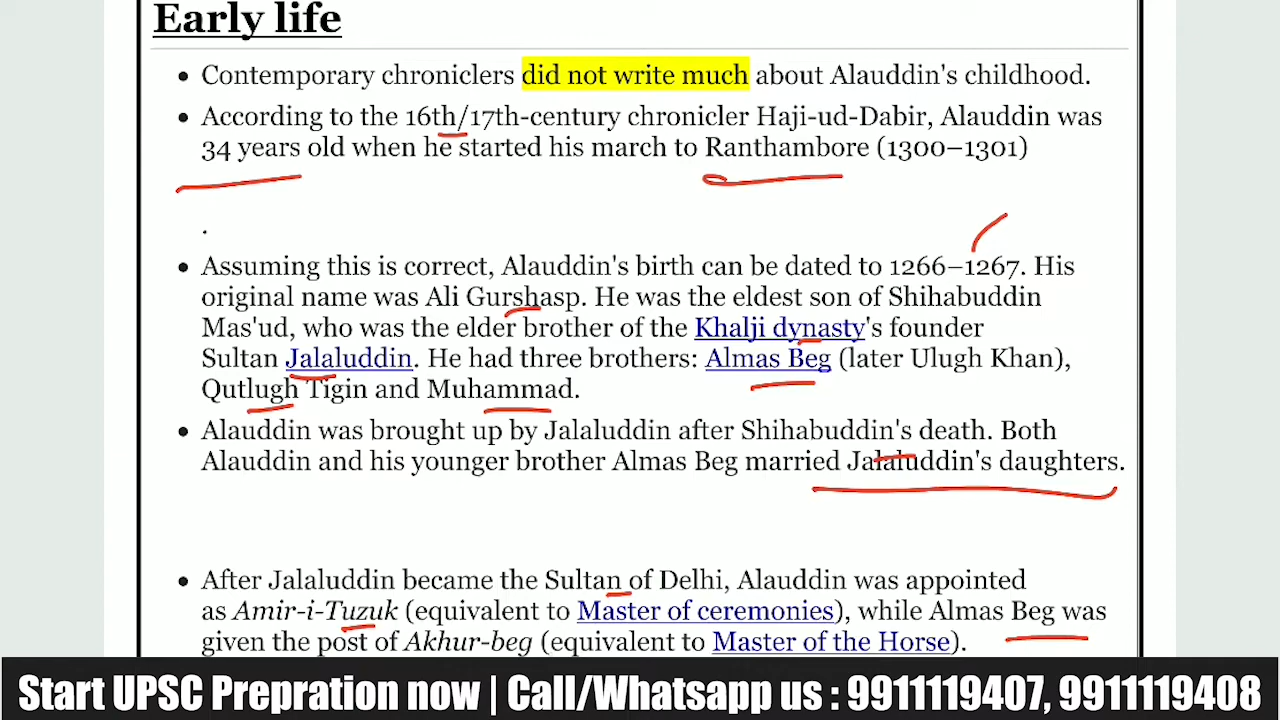 Early life
• Contemporary chroniclers did not write much about Alauddin's childhood.
• According to the 16th/17th-century chronicler Haji-ud-Dabir, Alauddin was
34 years old when he started his march to Ranthambore (1300–1301)
.
• Assuming this is correct, Alauddin's birth can be dated to 1266–1267. His
original name was Ali Gurshasp. He was the eldest son of Shihabuddin
Mas'ud, who was the elder brother of the Khalji dynasty's founder
Sultan Jalaluddin. He had three brothers: Almas Beg (later Ulugh Khan),
Qutlugh Tigin and Muhammad.
• Alauddin was brought up by Jalaluddin after Shihabuddin's death. Both
Alauddin and his younger brother Almas Beg married Jalaluddin's daughters.
• After Jalaluddin became the Sultan of Delhi, Alauddin was appointed
as Amir-i-Tuzuk (equivalent to Master of ceremonies), while Almas Beg was
given the post of Akhur-beg (equivalent to Master of the Horse).
Start UPSC Prepration now | Call/Whatsapp us : 9911119407, 9911119408